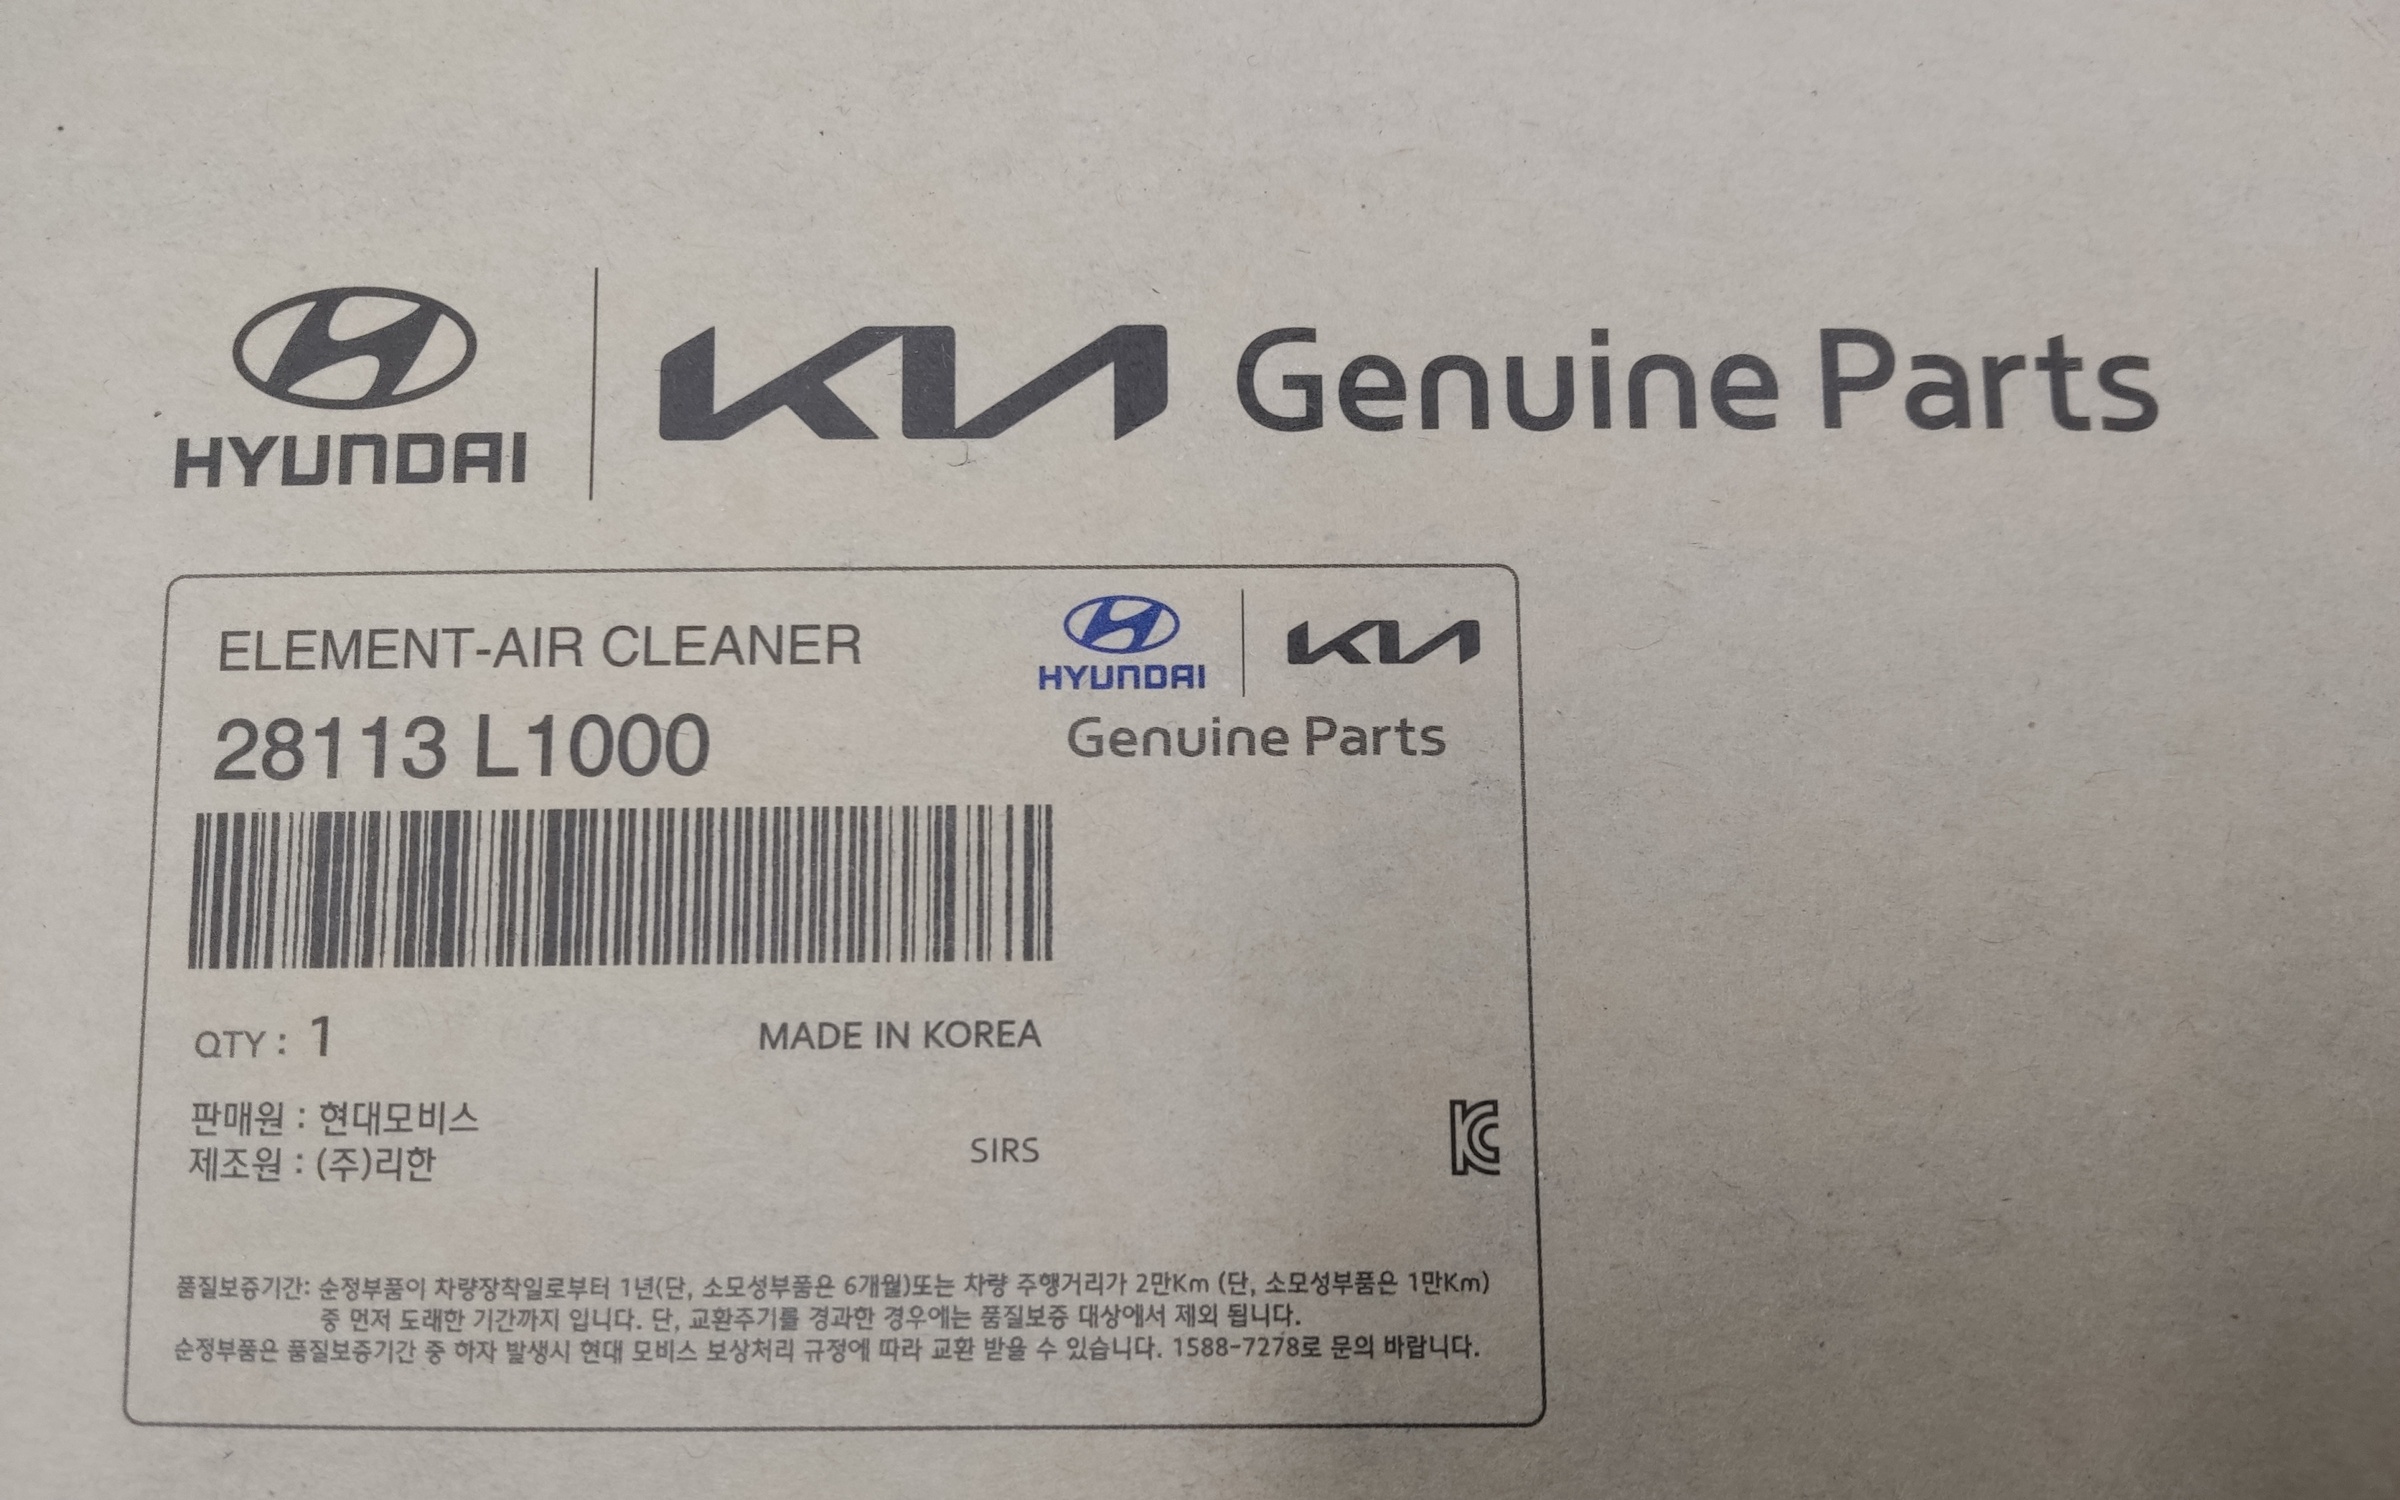 HYUNDAI
KIA Genuine Parts
ELEMENT-AIR CLEANER
28113 L1000
HYUNDAI
KIA
Genuine Parts
QTY : 1
MADE IN KOREA
판매원 : 현대모비스
제조원 : (주)리한
SIRS
KC
품질보증기간: 순정부품이 차량장착일로부터 1년(단, 소모성부품은 6개월)또는 차량 주행거리가 2만Km (단, 소모성부품은 1만Km)
중 먼저 도래한 기간까지 입니다. 단, 교환주기를 경과한 경우에는 품질보증 대상에서 제외 됩니다.
순정부품은 품질보증기간 중 하자 발생시 현대 모비스 보상처리 규정에 따라 교환 받을 수 있습니다. 1588-7278로 문의 바랍니다.